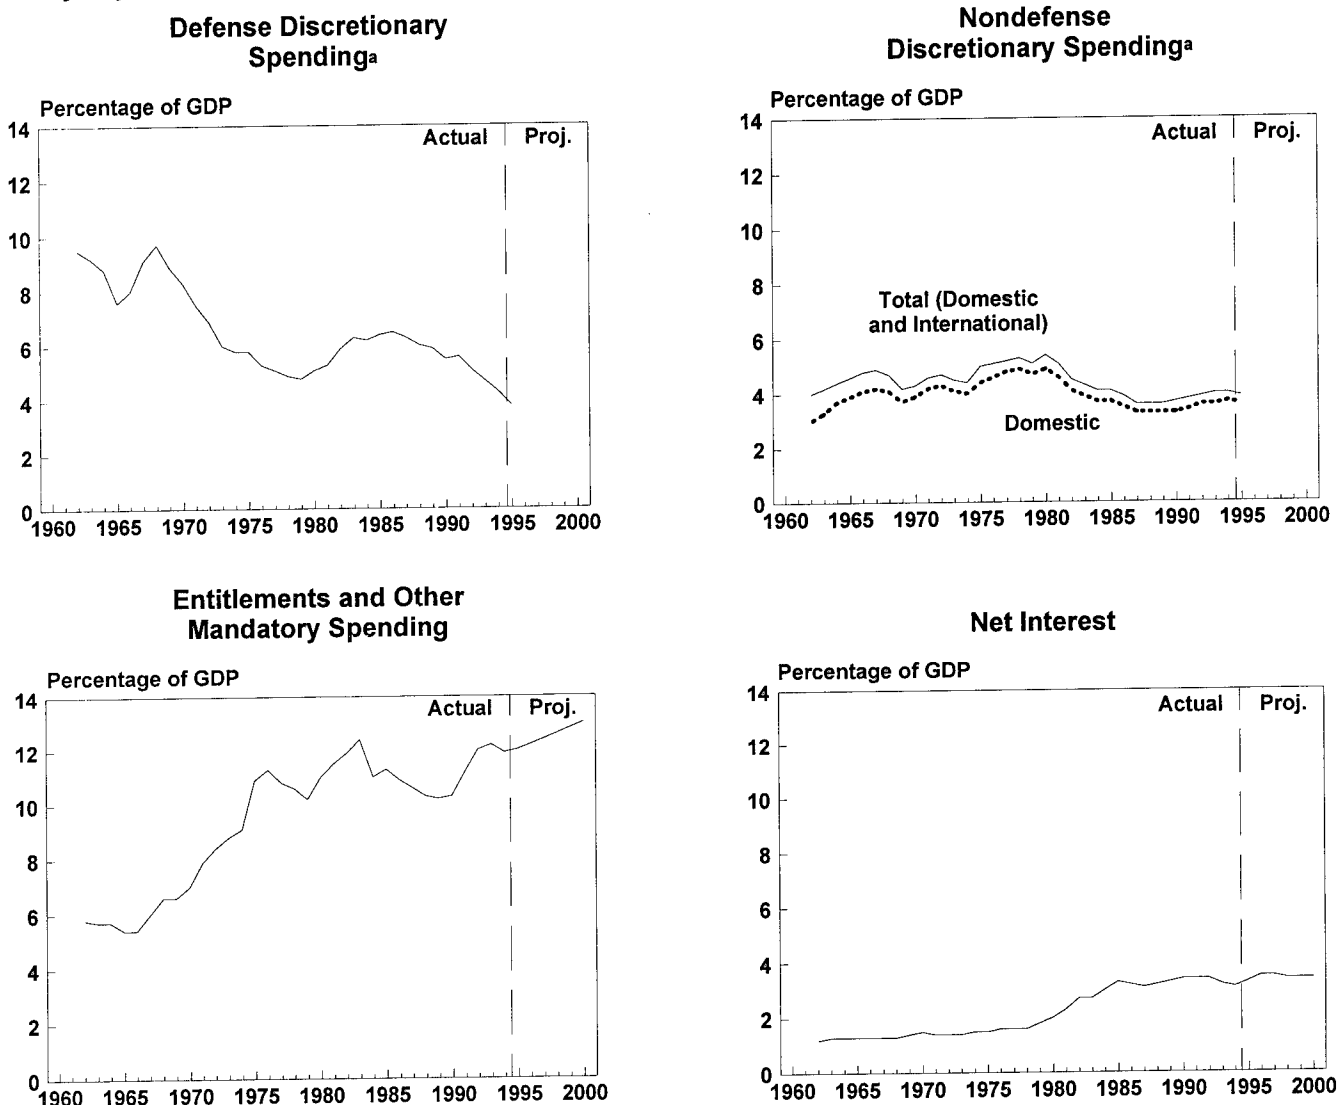 Defense Discretionary
Spendingᵃ
Percentage of GDP
Actual Proj.
14
12
10
8
6
4
2
0
1960 1965 1970 1975 1980 1985 1990 1995 2000
Nondefense
Discretionary Spendingᵃ
Percentage of GDP
Actual Proj.
14
12
10
8
6
4
2
0
Total (Domestic
and International)
Domestic
1960 1965 1970 1975 1980 1985 1990 1995 2000
Entitlements and Other
Mandatory Spending
Percentage of GDP
Actual Proj.
14
12
10
8
6
4
2
0
1960 1965 1970 1975 1980 1985 1990 1995 2000
Net Interest
Percentage of GDP
Actual Proj.
14
12
10
8
6
4
2
0
1960 1965 1970 1975 1980 1985 1990 1995 2000